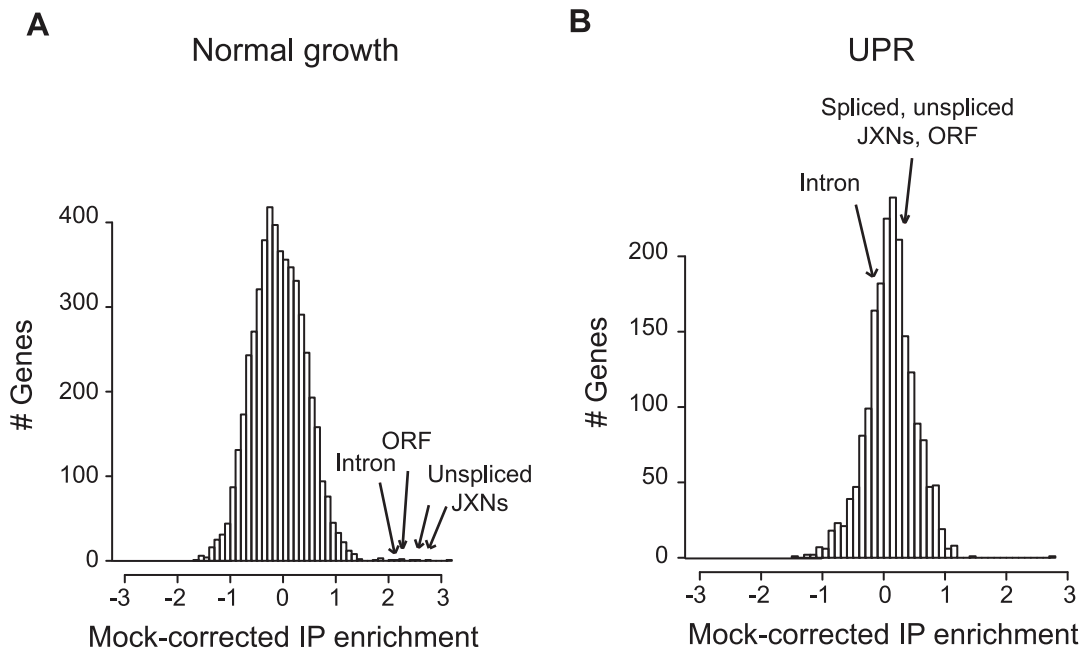 A
Normal growth
400
300
200
100
0
# Genes
Intron
ORF
Unspliced
JXNs
-3 -2 -1 0 1 2 3
Mock-corrected IP enrichment
B
UPR
Spliced, unspliced
JXNs, ORF
Intron
200
150
100
50
0
# Genes
-3 -2 -1 0 1 2 3
Mock-corrected IP enrichment